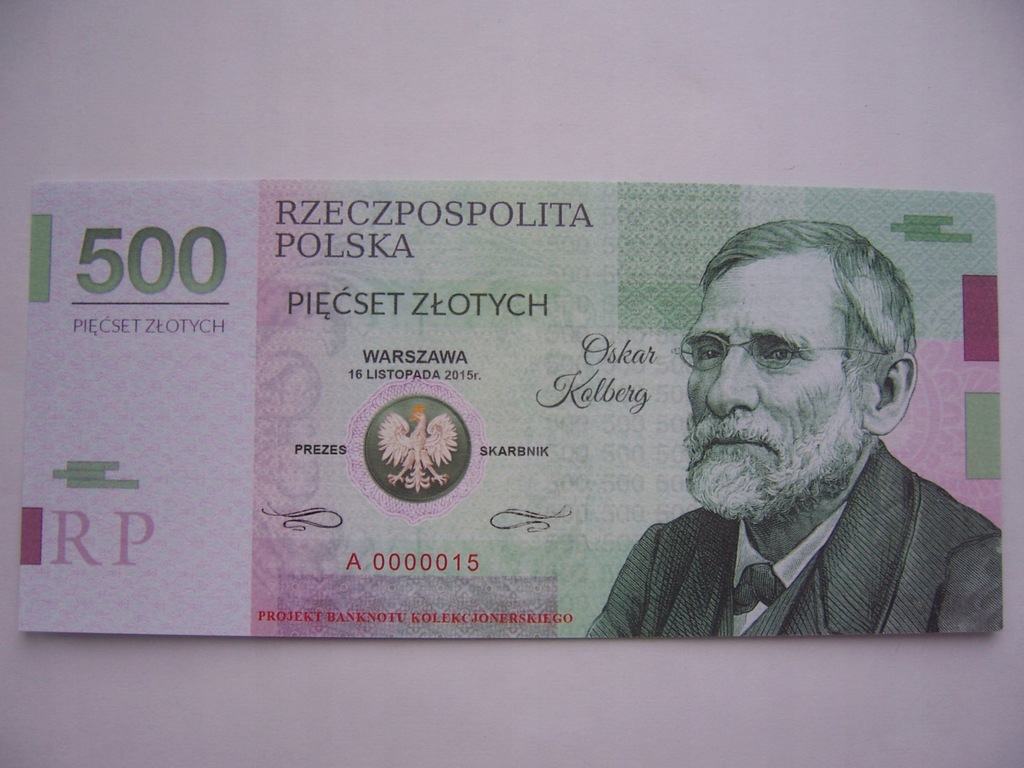 500
PIĘĆSET ZŁOTYCH
RP
RZECZPOSPOLITA
POLSKA
PIĘĆSET ZŁOTYCH
WARSZAWA
16 LISTOPADA 2015r.
PREZES
SKARBNIK
A 0000015
PROJEKT BANKNOTU KOLEKCJONERSKIEGO
Oskar
Kolberg